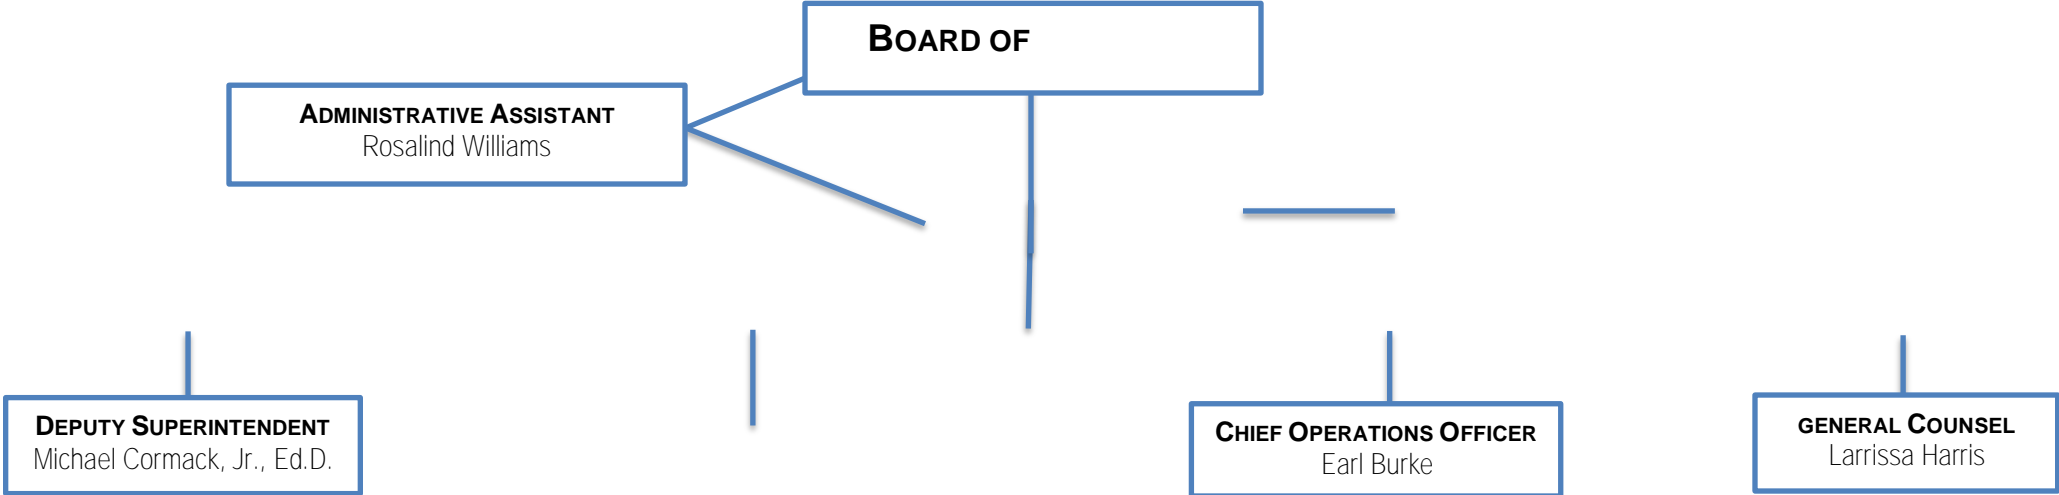 BOARD OF
ADMINISTRATIVE ASSISTANT
Rosalind Williams
DEPUTY SUPERINTENDENT
Michael Cormack, Jr., Ed.D.
CHIEF OPERATIONS OFFICER
Earl Burke
GENERAL COUNSEL
Larrissa Harris